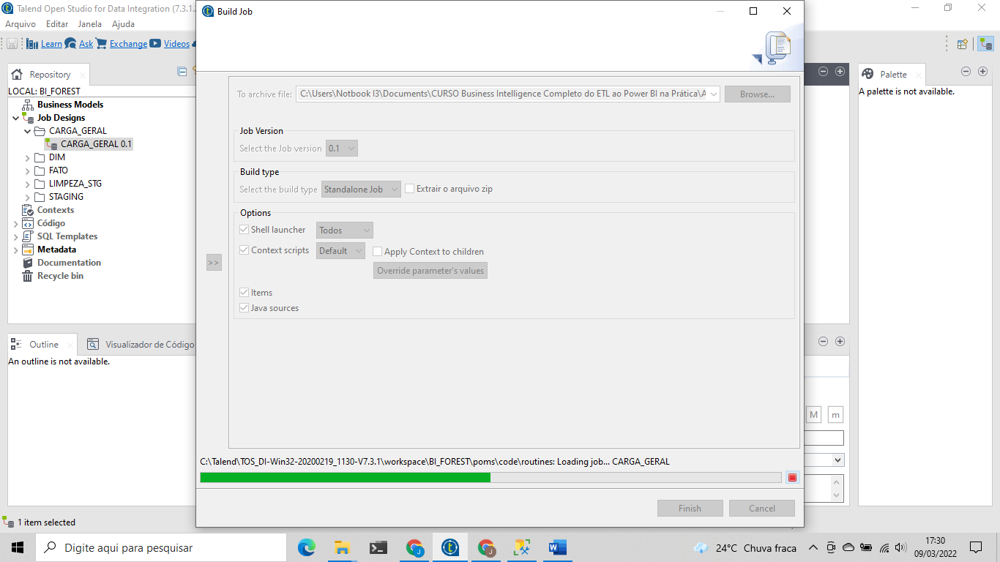 Talend Open Studio for Data Integration (7.3.1.
Build Job
Arquivo Editar Janela Ajuda
Learn Ask Exchange Videos
Repository
LOCAL: BI_FOREST
Business Models
Job Designs
CARGA_GERAL
CARGA_GERAL 0.1
DIM
FATO
LIMPEZA_STG
STAGING
Contexts
Código
SQL Templates
Metadata
Documentation
Recycle bin
To archive file: C:\Users\Notbook I3\Documents\CURSO Business Intelligence Completo do ETL ao Power BI na Prática\A Browse...
Job Version
Select the Job version 0.1
Build type
Select the build type Standalone Job Extrair o arquivo zip
Options
Shell launcher Todos
Context scripts Default Apply Context to children
Override parameter's values
>>
Items
Java sources
Palette
A palette is not available.
Outline Visualizador de Código
An outline is not available.
M m
C:\Talend\TOS_DI-Win32-20200219_1130-V7.3.1\workspace\BI_FOREST\poms\code\routines: Loading job... CARGA_GERAL
Finish Cancel
1 item selected
Digite aqui para pesquisar
24°C Chuva fraca
17:30
09/03/2022